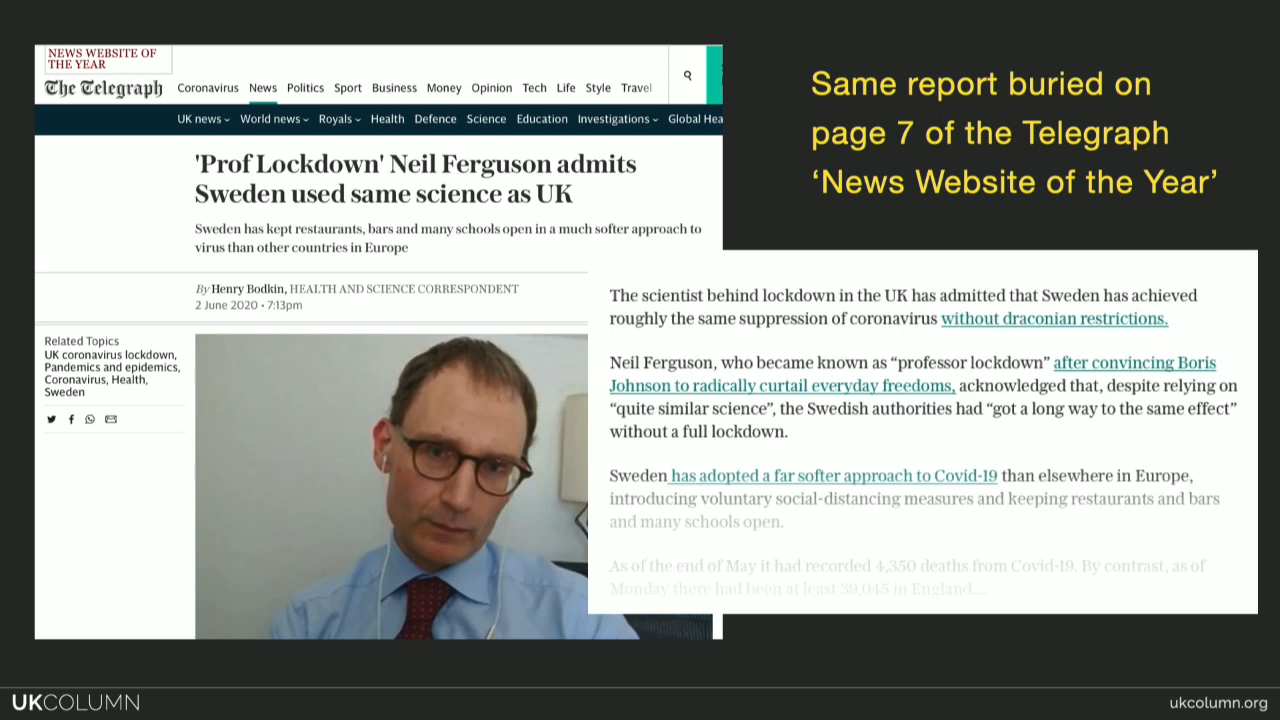 NEWS WEBSITE OF
THE YEAR
The Telegraph
Coronavirus News Politics Sport Business Money Opinion Tech Life Style Travel
UK news World news Royals Health Defence Science Education Investigations Global Hea
'Prof Lockdown' Neil Ferguson admits
Sweden used same science as UK
Sweden has kept restaurants, bars and many schools open in a much softer approach to
virus than other countries in Europe
By Henry Bodkin, HEALTH AND SCIENCE CORRESPONDENT
2 June 2020 • 7:13pm
Related Topics
UK coronavirus lockdown,
Pandemics and epidemics,
Coronavirus, Health,
Sweden
Same report buried on
page 7 of the Telegraph
‘News Website of the Year’
The scientist behind lockdown in the UK has admitted that Sweden has achieved
roughly the same suppression of coronavirus without draconian restrictions.
Neil Ferguson, who became known as “professor lockdown” after convincing Boris
Johnson to radically curtail everyday freedoms, acknowledged that, despite relying on
“quite similar science”, the Swedish authorities had “got a long way to the same effect”
without a full lockdown.
Sweden has adopted a far softer approach to Covid-19 than elsewhere in Europe,
introducing voluntary social-distancing measures and keeping restaurants and bars
and many schools open.
As of the end of May it had recorded 4,350 deaths from Covid-19. By contrast, as of
Monday there had been at least 39,045 in England....
UKCOLUMN
ukcolumn.org